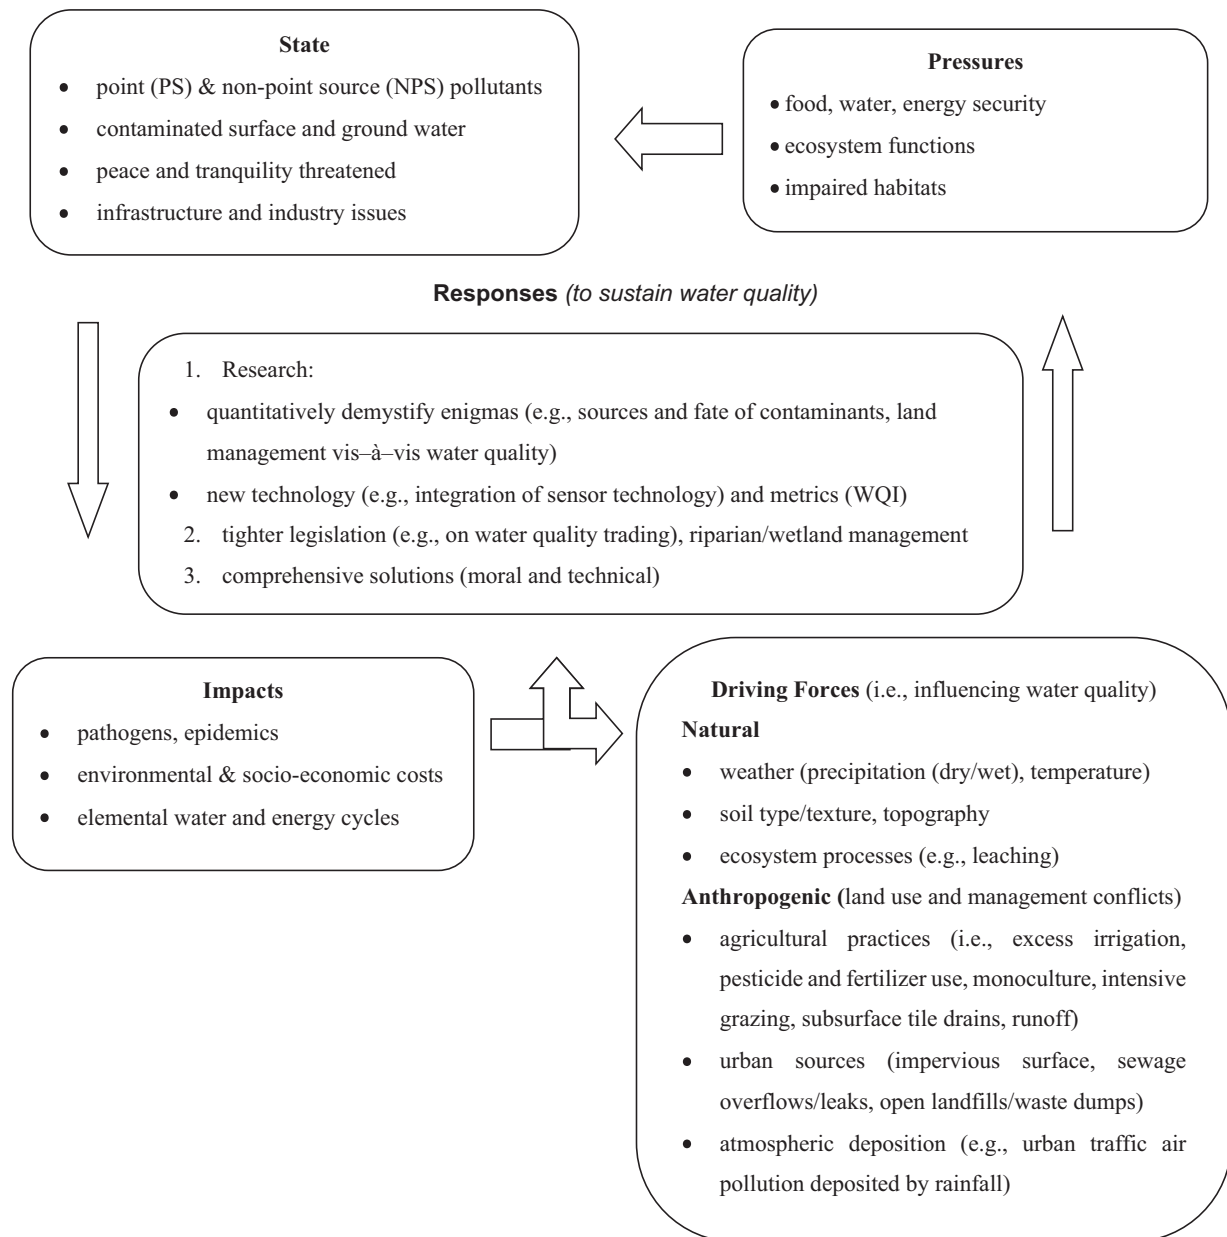 State
• point (PS) & non-point source (NPS) pollutants
• contaminated surface and ground water
• peace and tranquility threatened
• infrastructure and industry issues
Pressures
• food, water, energy security
• ecosystem functions
• impaired habitats
Responses (to sustain water quality)
1. Research:
• quantitatively demystify enigmas (e.g., sources and fate of contaminants, land
management vis–à–vis water quality)
• new technology (e.g., integration of sensor technology) and metrics (WQI)
2. tighter legislation (e.g., on water quality trading), riparian/wetland management
3. comprehensive solutions (moral and technical)
Impacts
• pathogens, epidemics
• environmental & socio-economic costs
• elemental water and energy cycles
Driving Forces (i.e., influencing water quality)
Natural
• weather (precipitation (dry/wet), temperature)
• soil type/texture, topography
• ecosystem processes (e.g., leaching)
Anthropogenic (land use and management conflicts)
• agricultural practices (i.e., excess irrigation,
pesticide and fertilizer use, monoculture, intensive
grazing, subsurface tile drains, runoff)
• urban sources (impervious surface, sewage
overflows/leaks, open landfills/waste dumps)
• atmospheric deposition (e.g., urban traffic air
pollution deposited by rainfall)